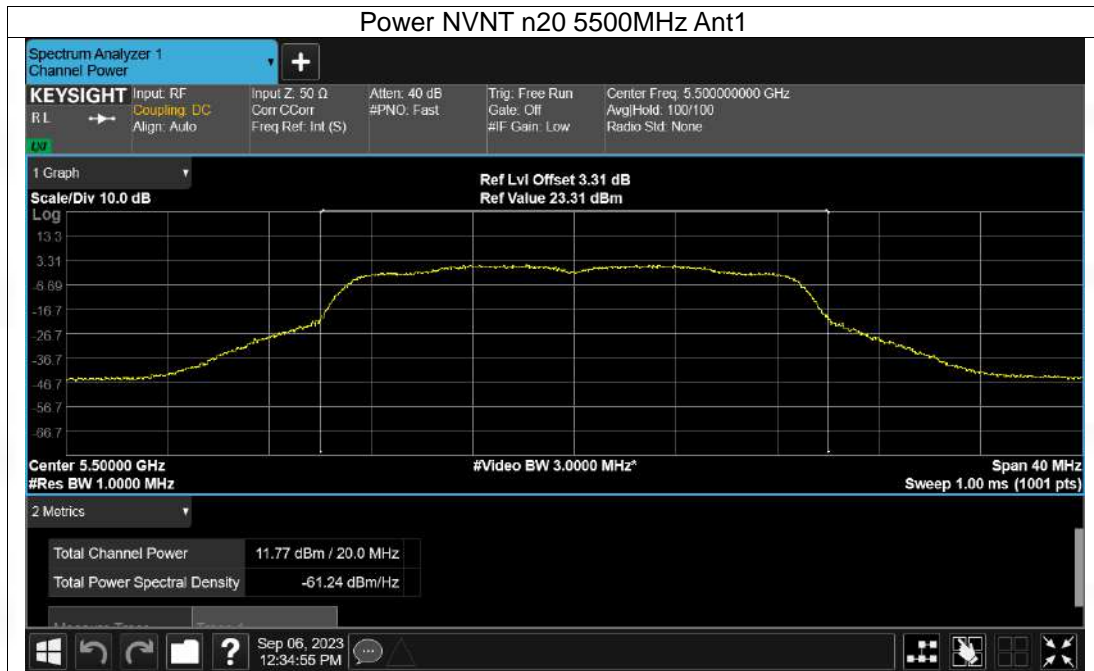 Power NVNT n20 5500MHz Ant1
Spectrum Analyzer 1
Channel Power
+
KEYSIGHT
R L
LXI
Input: RF
Coupling: DC
Align: Auto
Input Z: 50 Ω
Corr CCorr
Freq Ref: Int (S)
Atten: 40 dB
#PNO: Fast
Trig: Free Run
Gate: Off
#IF Gain: Low
Center Freq: 5.500000000 GHz
Avg|Hold: 100/100
Radio Std: None
1 Graph
Scale/Div 10.0 dB
Ref Lvl Offset 3.31 dB
Ref Value 23.31 dBm
Log
13.3
3.31
-6.69
-16.7
-26.7
-36.7
-46.7
-56.7
-66.7
Center 5.50000 GHz
#Res BW 1.0000 MHz
#Video BW 3.0000 MHz*
Span 40 MHz
Sweep 1.00 ms (1001 pts)
2 Metrics
Total Channel Power 11.77 dBm / 20.0 MHz
Total Power Spectral Density -61.24 dBm/Hz
?
Sep 06, 2023
12:34:55 PM